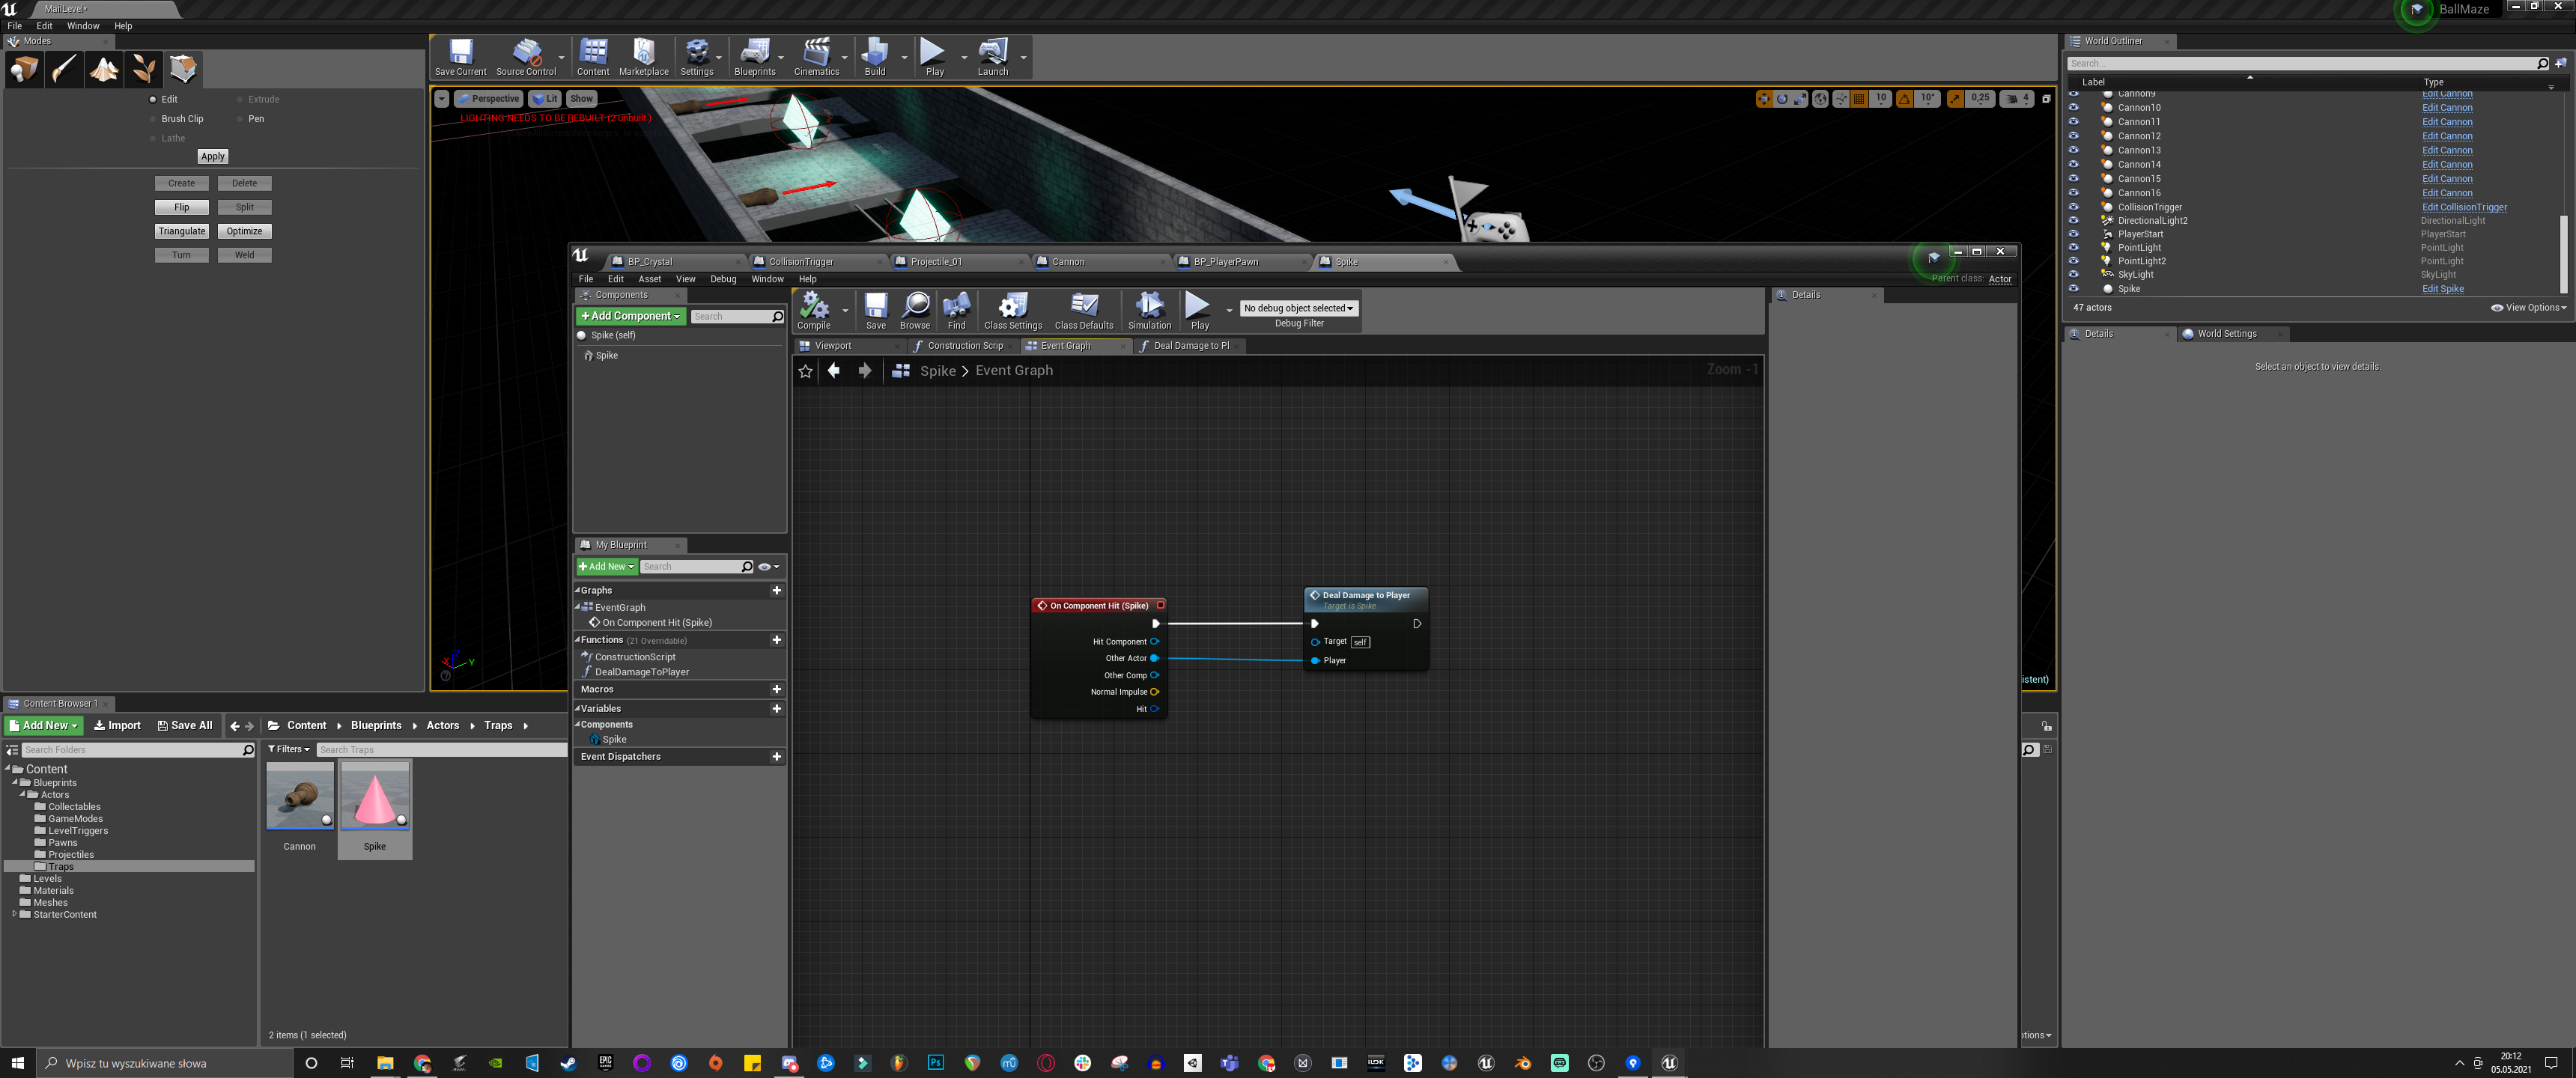 MailLevel*
BallMaze
File Edit Window Help
Modes
Edit
Extrude
Brush Clip
Pen
Lathe
Apply
Create
Delete
Flip
Split
Triangulate
Optimize
Turn
Weld
Save Current
Source Control
Content
Marketplace
Settings
Blueprints
Cinematics
Build
Play
Launch
Perspective
Lit
Show
10
10°
0,25
4
LIGHTING NEEDS TO BE REBUILT (2 unbuilt)
World Outliner
Search...
Label
Type
Cannon9 Edit Cannon
Cannon10 Edit Cannon
Cannon11 Edit Cannon
Cannon12 Edit Cannon
Cannon13 Edit Cannon
Cannon14 Edit Cannon
Cannon15 Edit Cannon
Cannon16 Edit Cannon
CollisionTrigger Edit CollisionTrigger
DirectionalLight2 DirectionalLight
PlayerStart PlayerStart
PointLight PointLight
PointLight2 PointLight
SkyLight SkyLight
Spike Edit Spike
47 actors
View Options
Details
World Settings
Select an object to view details.
BP_Crystal
CollisionTrigger
Projectile_01
Cannon
BP_PlayerPawn
Spike
File Edit Asset View Debug Window Help
Parent class: Actor
Components
+Add Component
Search
Spike (self)
Spike
Compile
Save
Browse
Find
Class Settings
Class Defaults
Simulation
Play
No debug object selected
Debug Filter
Details
Viewport
Construction Scrip
Event Graph
Deal Damage to Pl
Spike > Event Graph
Zoom -1
On Component Hit (Spike)
Hit Component
Other Actor
Other Comp
Normal Impulse
Hit
Deal Damage to Player
Target is Spike
Target self
Player
My Blueprint
+Add New
Search
Graphs
EventGraph
On Component Hit (Spike)
Functions (21 Overridable)
ConstructionScript
DealDamageToPlayer
Macros
Variables
Components
Spike
Event Dispatchers
X
Z
Y
istent)
ptions
Content Browser 1
Add New
Import
Save All
Content
Blueprints
Actors
Traps
Search Folders
Filters
Search Traps
Content
Blueprints
Actors
Collectables
GameModes
LevelTriggers
Pawns
Projectiles
Traps
Levels
Materials
Meshes
StarterContent
Cannon
Spike
2 items (1 selected)
Wpisz tu wyszukiwane słowa
20:12
05.05.2021